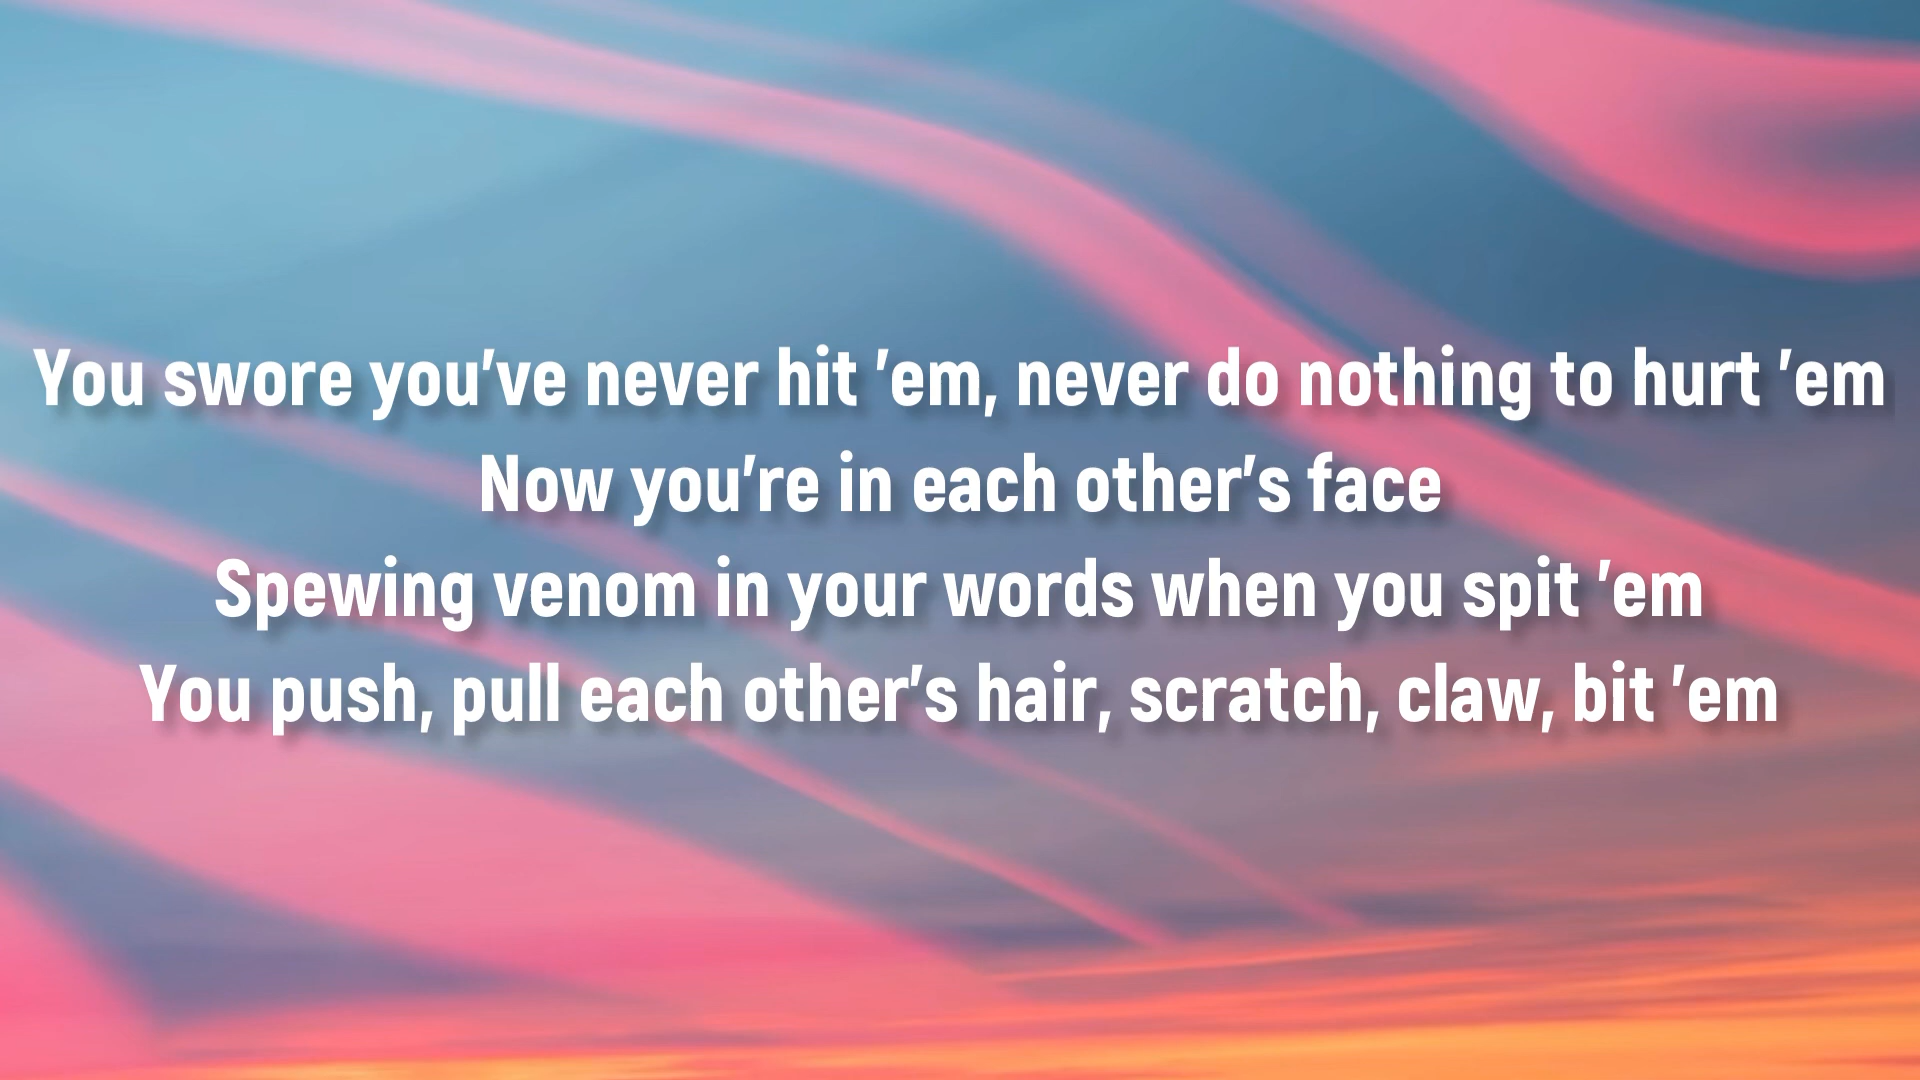 You swore you've never hit 'em, never do nothing to hurt 'em
Now you're in each other's face
Spewing venom in your words when you spit 'em
You push, pull each other's hair, scratch, claw, bit 'em